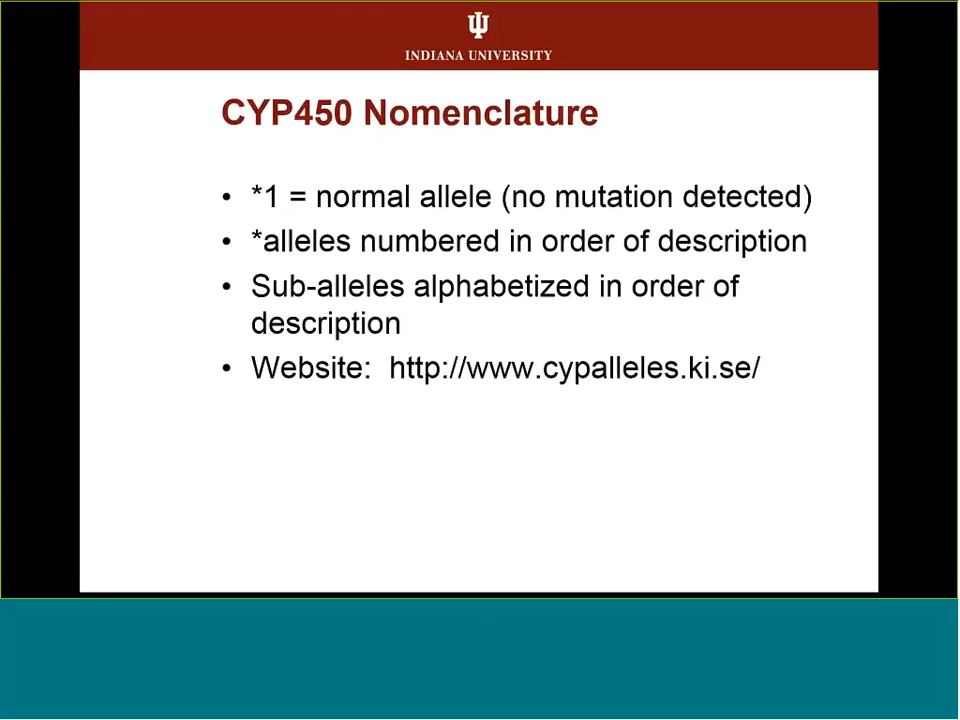 INDIANA UNIVERSITY
CYP450 Nomenclature
• *1 = normal allele (no mutation detected)
• *alleles numbered in order of description
• Sub-alleles alphabetized in order of
description
• Website: http://www.cypalleles.ki.se/